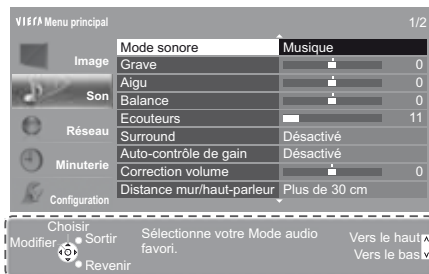 VIErA Menu principal 1/2
Image
Son
Réseau
Minuterie
Configuration
Mode sonore Musique
Grave 0
Aigu 0
Balance 0
Ecouteurs 11
Surround Désactivé
Auto-contrôle de gain Désactivé
Correction volume 0
Distance mur/haut-parleur Plus de 30 cm
Choisir
Modifier
Sortir
Revenir
Sélectionne votre Mode audio
favori.
Vers le haut
Vers le bas